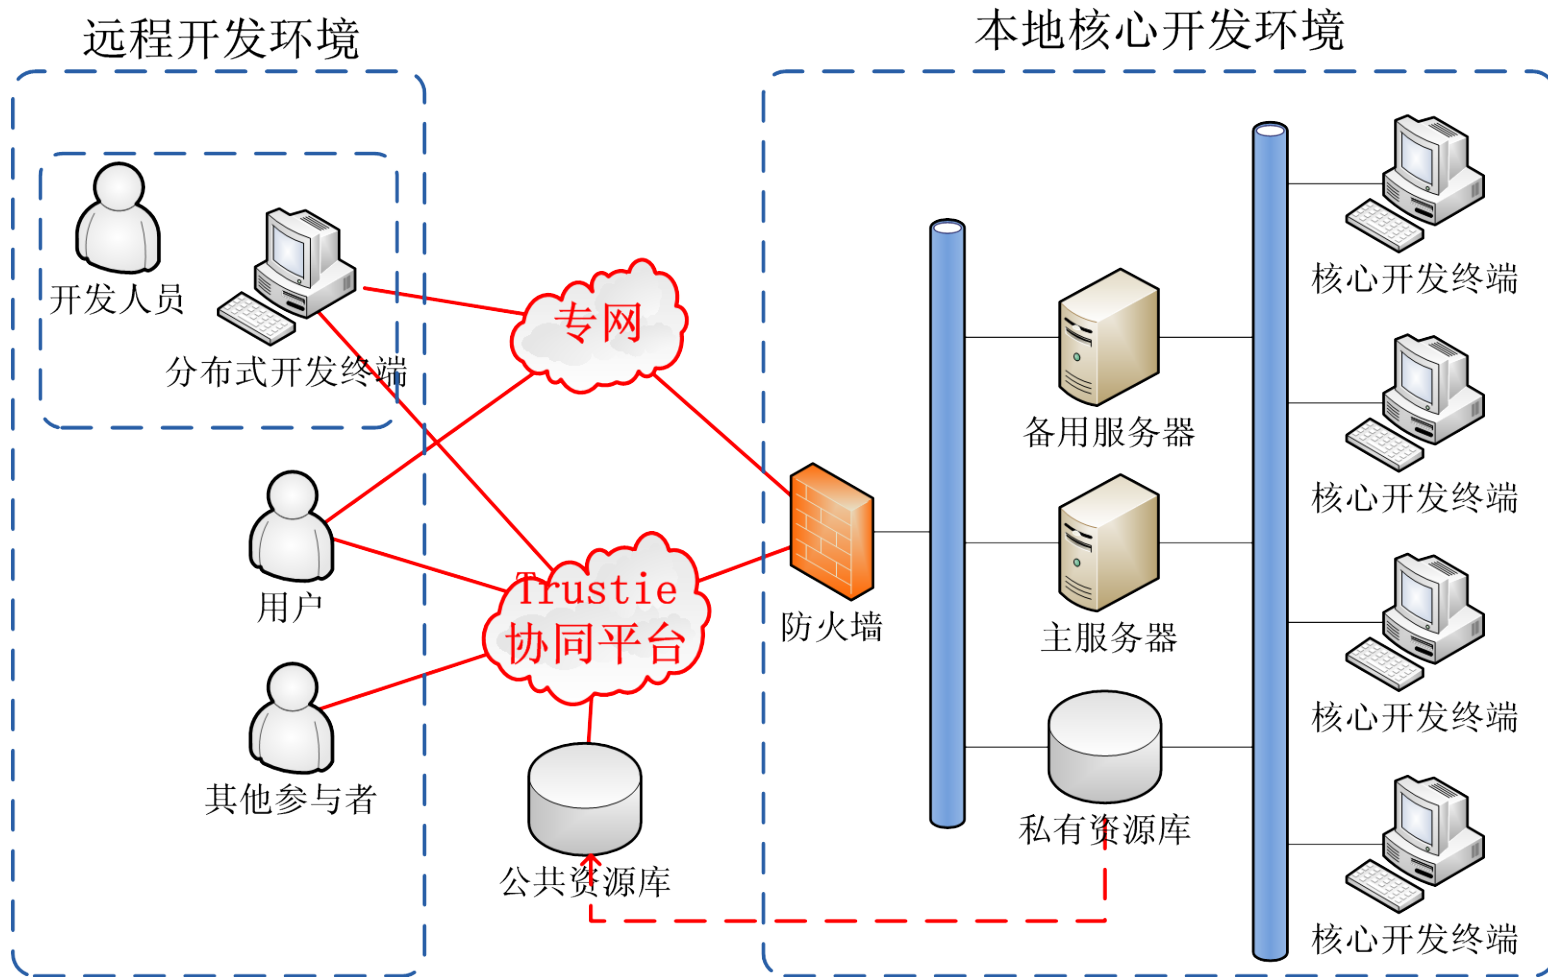 远程开发环境
本地核心开发环境
开发人员
分布式开发终端
用户
其他参与者
专网
Trustie
协同平台
公共资源库
防火墙
备用服务器
主服务器
私有资源库
核心开发终端
核心开发终端
核心开发终端
核心开发终端